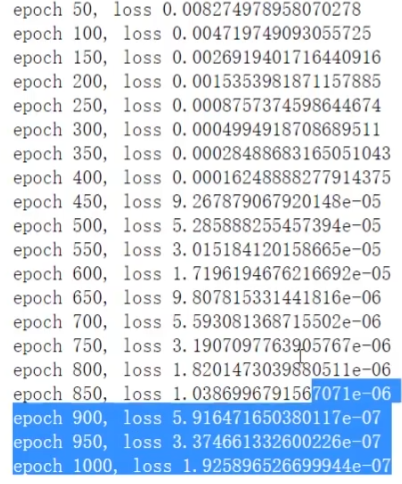 epoch 50, loss 0.008274978958070278
epoch 100, loss 0.004719749093055725
epoch 150, loss 0.0026919401716440916
epoch 200, loss 0.0015353981871157885
epoch 250, loss 0.0008757374598644674
epoch 300, loss 0.0004994918708689511
epoch 350, loss 0.00028488683165051043
epoch 400, loss 0.00016248888277914375
epoch 450, loss 9.267879067920148e-05
epoch 500, loss 5.285888255457394e-05
epoch 550, loss 3.015184120158665e-05
epoch 600, loss 1.7196194676216692e-05
epoch 650, loss 9.807815331441816e-06
epoch 700, loss 5.593081368715502e-06
epoch 750, loss 3.1907097763905767e-06
epoch 800, loss 1.8201473039880511e-06
epoch 850, loss 1.0386996791567071e-06
epoch 900, loss 5.916471650380117e-07
epoch 950, loss 3.374661332600226e-07
epoch 1000, loss 1.925896526699944e-07